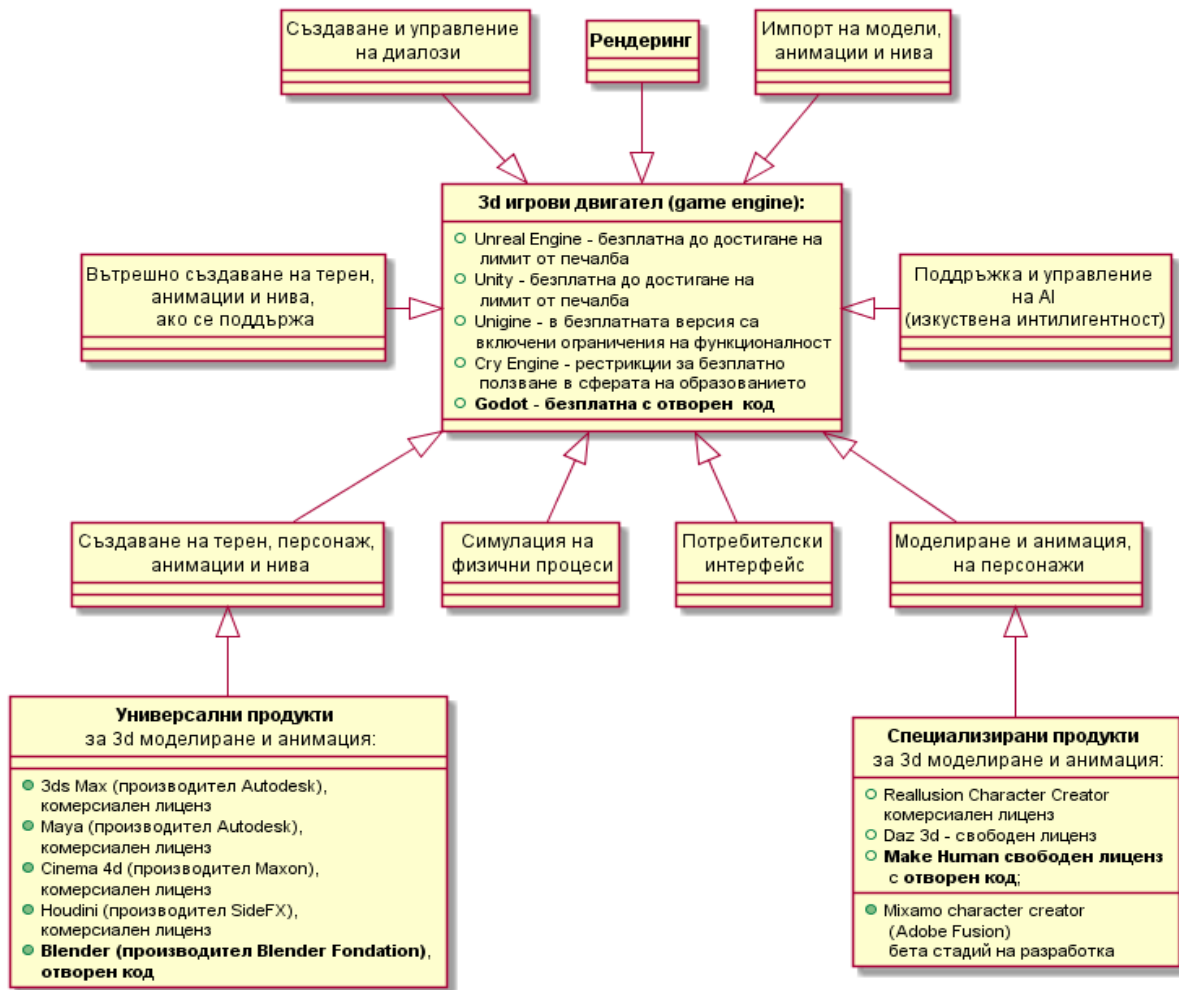 Създаване и управление
на диалози
Рендеринг
Импорт на модели,
анимации и нива
3d игрови двигател (game engine):
Unreal Engine - безплатна до достигане на
лимит от печалба
Unity - безплатна до достигане на
лимит от печалба
Unigine - в безплатната версия са
включени ограничения на функционалност
Cry Engine - рестрикции за безплатно
ползване в сферата на образованието
Godot - безплатна с отворен код
Вътрешно създаване на терен,
анимации и нива,
ако се поддържа
Поддръжка и управление
на AI
(изкуствена интилигентност)
Създаване на терен, персонаж,
анимации и нива
Симулация на
физични процеси
Потребителски
интерфейс
Моделиране и анимация,
на персонажи
Универсални продукти
за 3d моделиране и анимация:
3ds Max (производител Autodesk),
комерсиален лиценз
Maya (производител Autodesk),
комерсиален лиценз
Cinema 4d (производител Maxon),
комерсиален лиценз
Houdini (производител SideFX),
комерсиален лиценз
Blender (производител Blender Fondation),
отворен код
Специализирани продукти
за 3d моделиране и анимация:
Reallusion Character Creator
комерсиален лиценз
Daz 3d - свободен лиценз
Make Human свободен лиценз
с отворен код;
Mixamo character creator
(Adobe Fusion)
бета стадий на разработка